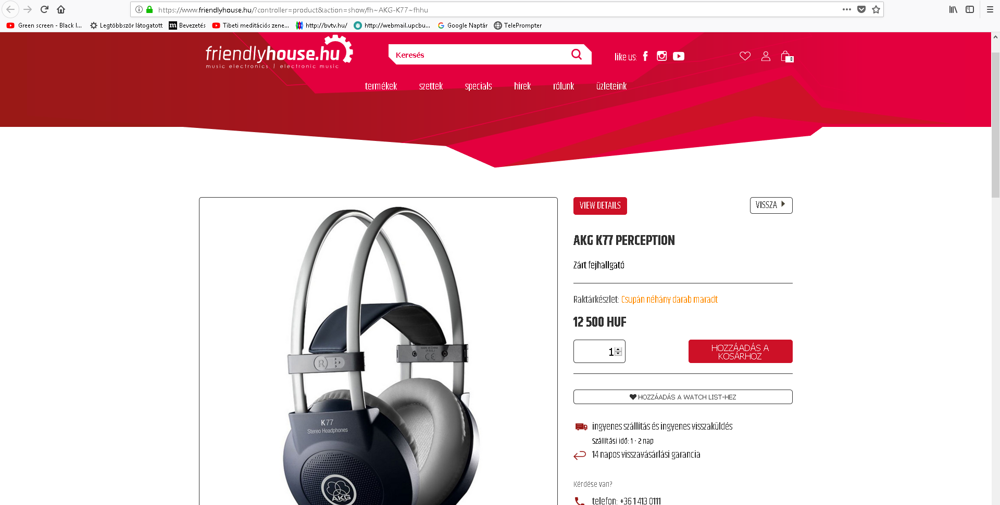 https://www.friendlyhouse.hu/?controller=product&action=show/fh~AKG-K77~fhhu
Green screen - Black l...
Legtöbbször látogatott
m Bevezetés
Tibeti meditációs zene...
http://bvtv.hu/
http://webmail.upcbu...
G Google Naptár
TelePrompter
friendlyhouse.hu
music electronics | electronic music
Keresés
like us:
0
termékek
szettek
specials
hírek
rólunk
üzleteink
VIEW DETAILS
VISSZA
AKG K77 PERCEPTION
Zárt fejhallgató
Raktárkészlet: Csupán néhány darab maradt
12 500 HUF
1
HOZZÁADÁS A
KOSÁRHOZ
HOZZÁADÁS A WATCH LIST-HEZ
ingyenes szállítás és ingyenes visszaküldés
Szállítási idő: 1 - 2 nap
14 napos visszavásárlási garancia
Kérdése van?
telefon: +36 1 413 0111
R
K77
Stereo Headphones
AKG